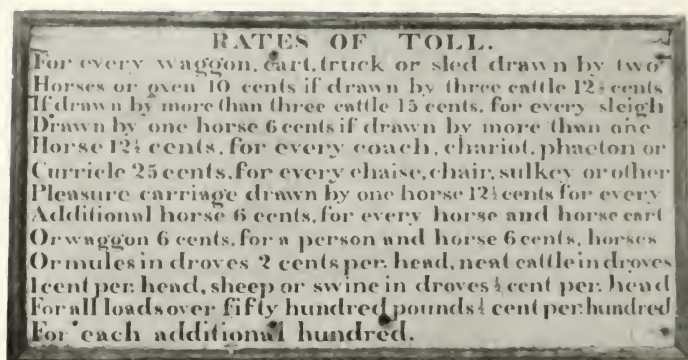 RATES OF TOLL.
For every waggon, cart, truck or sled drawn by two
Horses or oxen 10 cents if drawn by three cattle 12½ cents
If drawn by more than three cattle 15 cents, for every sleigh
Drawn by one horse 6 cents if drawn by more than one
Horse 12½ cents, for every coach, chariot, phaeton or
Curricle 25 cents, for every chaise, chair, sulkey or other
Pleasure carriage drawn by one horse 12½ cents for every
Additional horse 6 cents, for every horse and horse cart
Or waggon 6 cents, for a person and horse 6 cents, horses
Or mules in droves 2 cents per. head, neat cattle in droves
1 cent per. head, sheep or swine in droves ½ cent per. head
For all loads over fifty hundred pounds cent per. hundred
For each additional hundred.